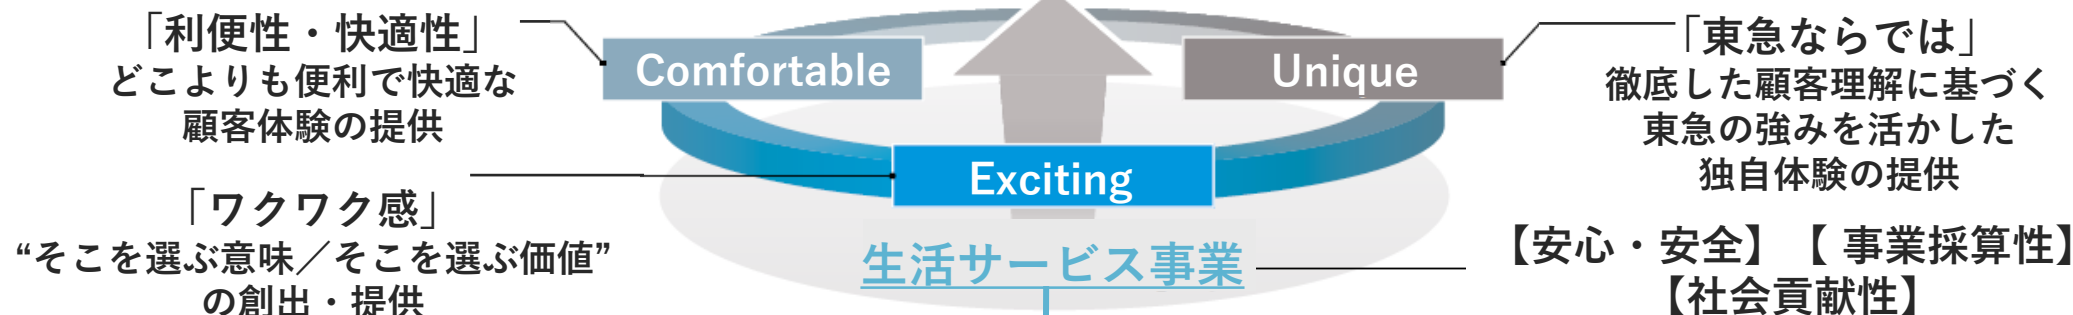 「利便性・快適性」
どこよりも便利で快適な
顧客体験の提供
Comfortable
Unique
「東急ならでは」
徹底した顧客理解に基づく
東急の強みを活かした
独自体験の提供
Exciting
「ワクワク感」
“そこを選ぶ意味／そこを選ぶ価値”
の創出・提供
生活サービス事業
【安心・安全】【 事業採算性】
【社会貢献性】